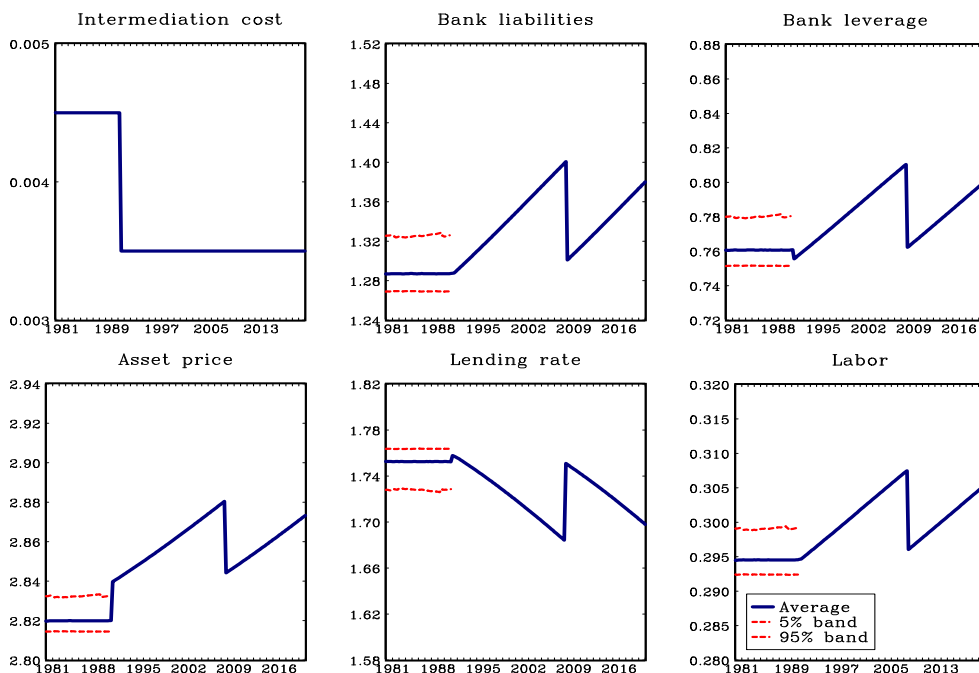 Intermediation cost
0.005
0.004
0.003
1981 1989 1997 2005 2013
Bank liabilities
1.52
1.48
1.44
1.40
1.36
1.32
1.28
1.24
1981 1988 1995 2002 2009 2016
Bank leverage
0.88
0.86
0.84
0.82
0.80
0.78
0.76
0.74
0.72
1981 1988 1995 2002 2009 2016
Asset price
2.94
2.92
2.90
2.88
2.86
2.84
2.82
2.80
1981 1988 1995 2002 2009 2016
Lending rate
1.82
1.78
1.74
1.70
1.66
1.62
1.58
1981 1988 1995 2002 2009 2016
Labor
0.320
0.315
0.310
0.305
0.300
0.295
0.290
0.285
0.280
1981 1989 1997 2005 2013
Average
5% band
95% band